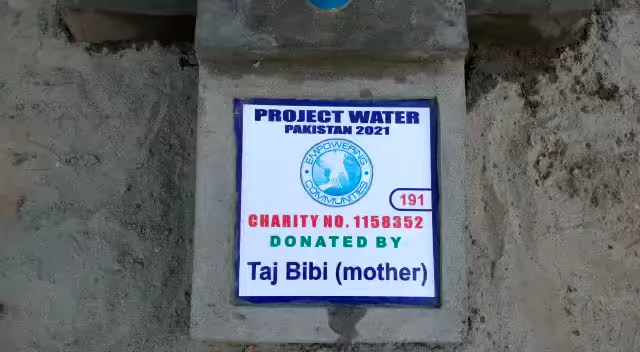 PROJECT WATER
PAKISTAN 2021
EMPOWERING
COMMUNITIES
191
CHARITY NO. 1158352
DONATED BY
Taj Bibi (mother)